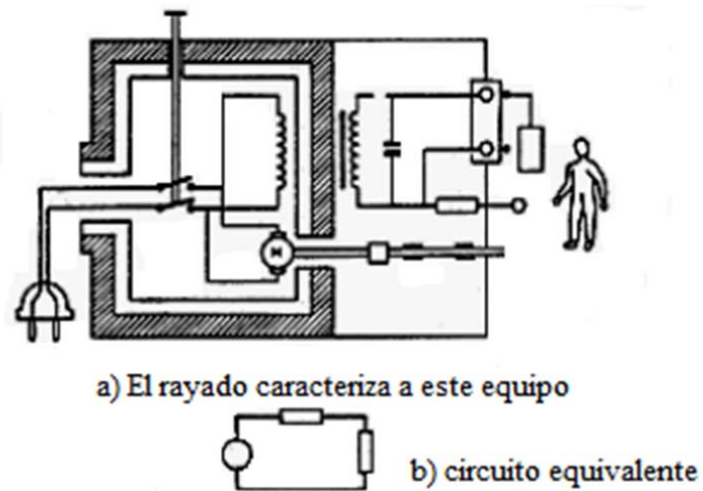 M
a) El rayado caracteriza a este equipo
b) circuito equivalente